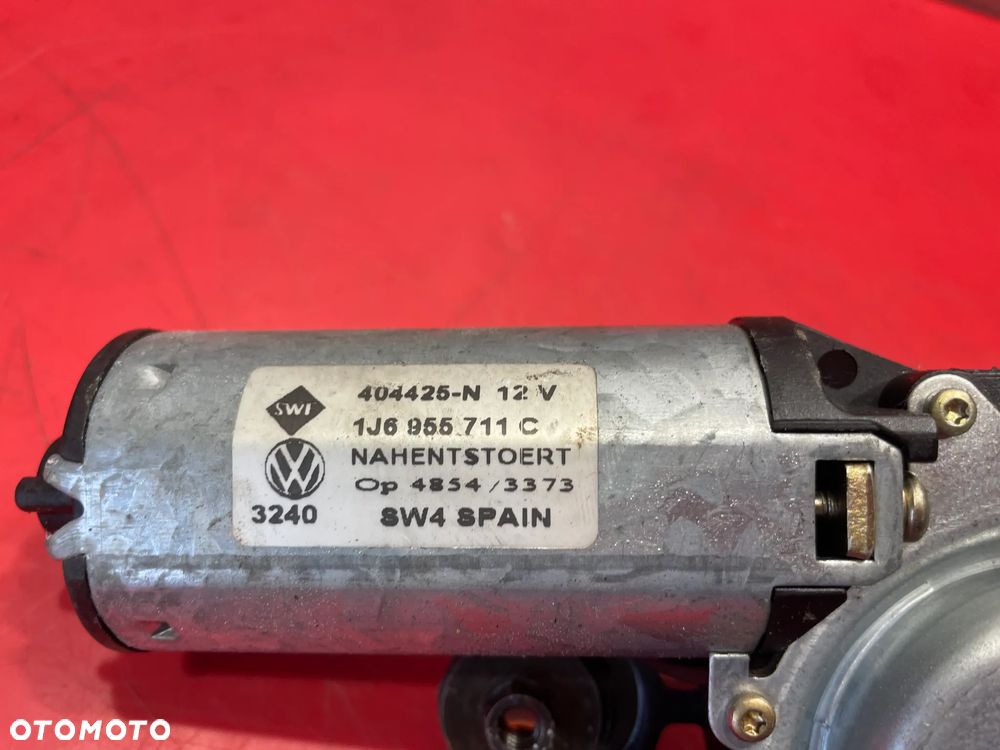 SWF
404425-N 12 V
1J6 955 711 C
NAHENTSTOERT
Op 4854/3373
3240 SW4 SPAIN
OTOMOTO